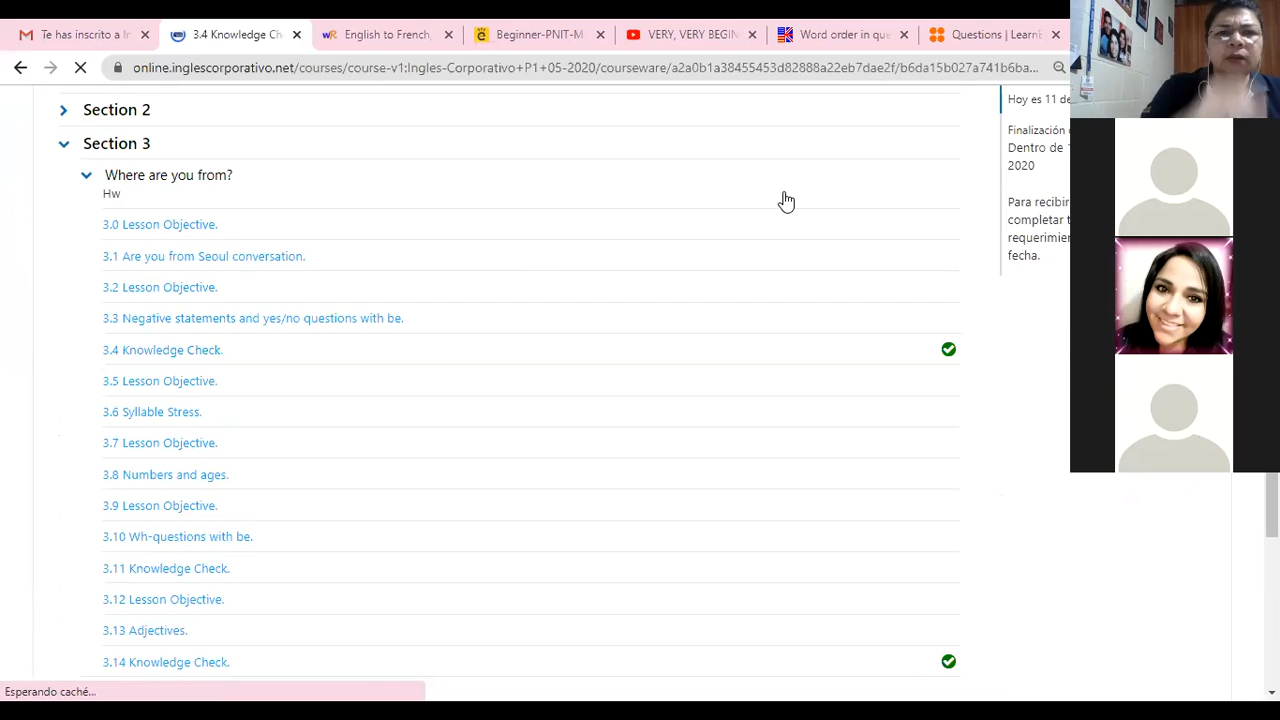 Te has inscrito a I
3.4 Knowledge Ch
English to French,
Beginner-PNIT-M
VERY, VERY BEGIN
Word order in que
Questions | Learn
online.inglescorporativo.net/courses/course-v1:Ingles-Corporativo+P1+05-2020/courseware/a2a0b1a38455453d82888a22eb7dae2f/b6da15b027a741b6ba...
Section 2
Section 3
Where are you from?
Hw
3.0 Lesson Objective.
3.1 Are you from Seoul conversation.
3.2 Lesson Objective.
3.3 Negative statements and yes/no questions with be.
3.4 Knowledge Check.
3.5 Lesson Objective.
3.6 Syllable Stress.
3.7 Lesson Objective.
3.8 Numbers and ages.
3.9 Lesson Objective.
3.10 Wh-questions with be.
3.11 Knowledge Check.
3.12 Lesson Objective.
3.13 Adjectives.
3.14 Knowledge Check.
Hoy es 11 de
Finalización
Dentro de 1
2020
Para recibir
completar t
requerimie
fecha.
Esperando caché...